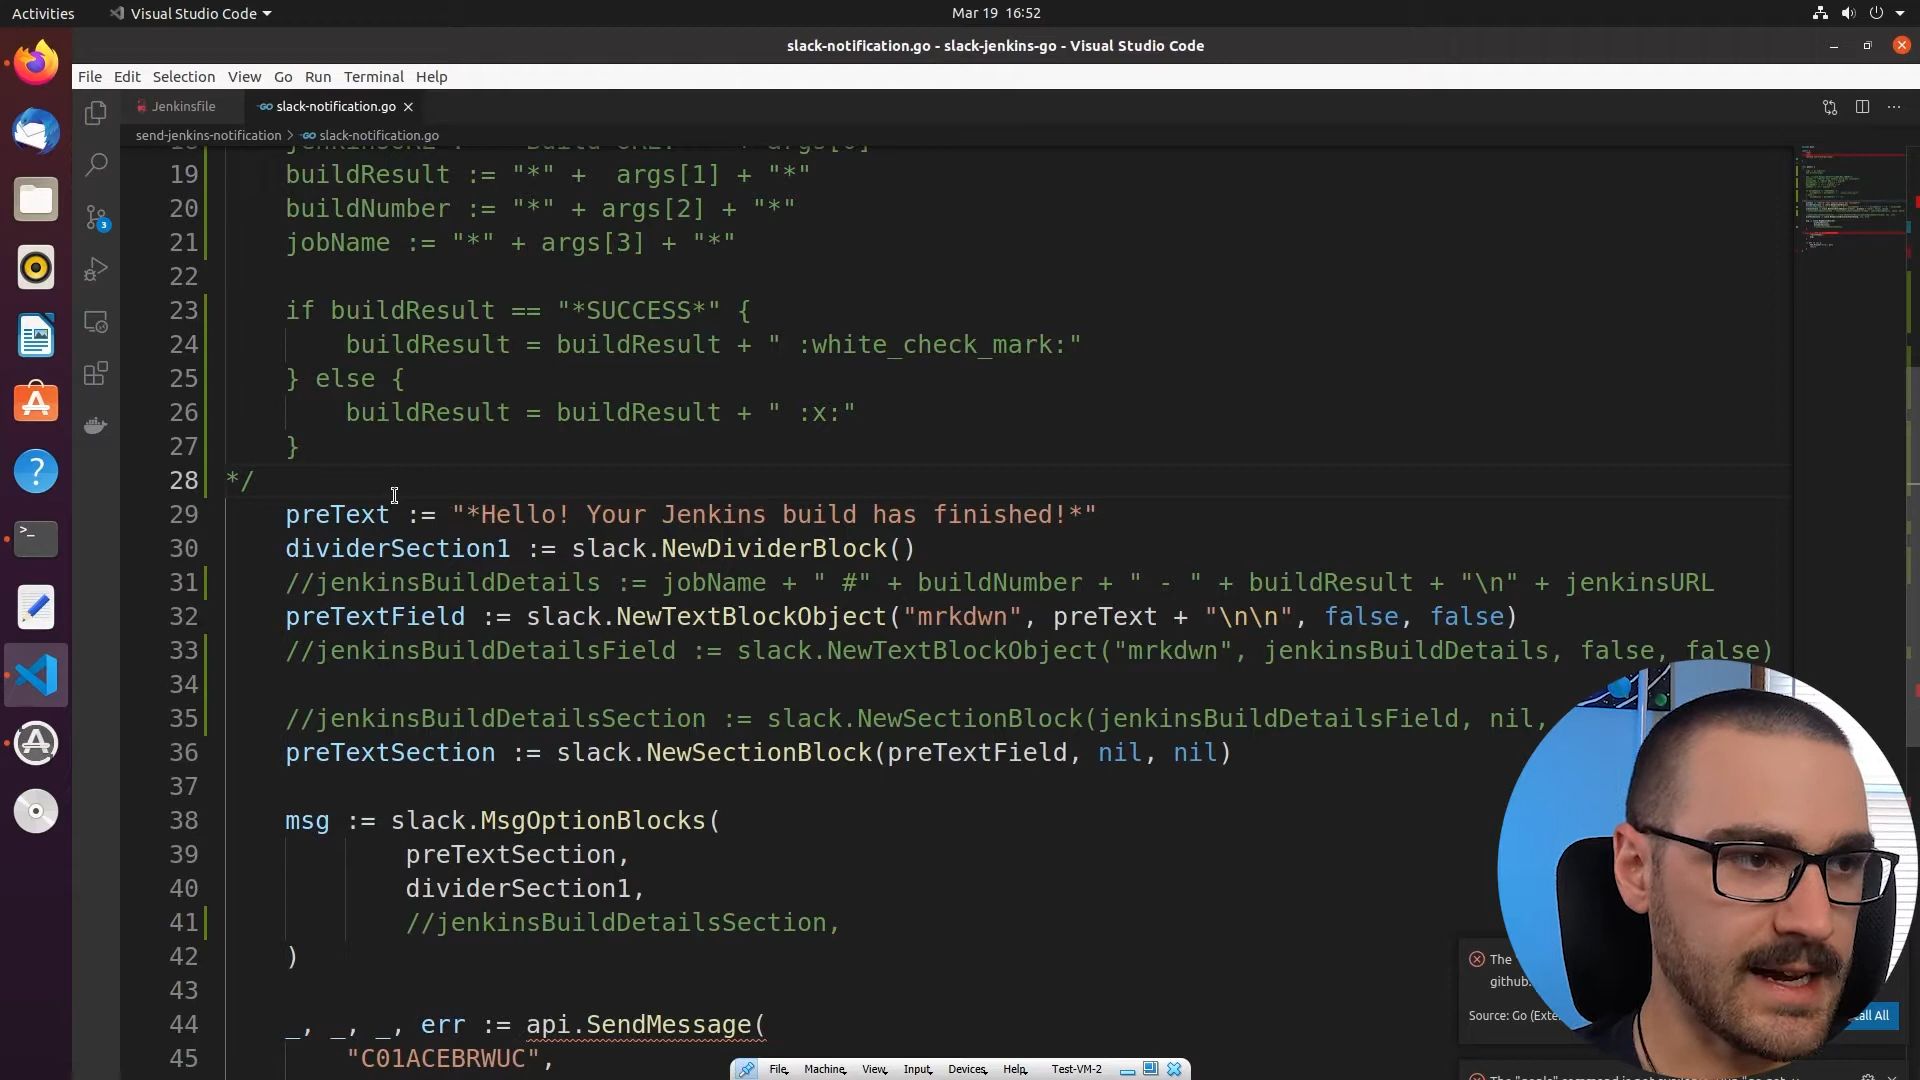 Activities
Visual Studio Code
Mar 19 16:52
slack-notification.go - slack-jenkins-go - Visual Studio Code
File Edit Selection View Go Run Terminal Help
Jenkinsfile
slack-notification.go
send-jenkins-notification > slack-notification.go
3
19 buildResult := "*" +  args[1] + "*"
20 buildNumber := "*" + args[2] + "*"
21 jobName := "*" + args[3] + "*"
22
23 if buildResult == "*SUCCESS*" {
24 buildResult = buildResult + " :white_check_mark:"
25 } else {
26 buildResult = buildResult + " :x:"
27 }
28 */
29 preText := "*Hello! Your Jenkins build has finished!*"
30 dividerSection1 := slack.NewDividerBlock()
31 //jenkinsBuildDetails := jobName + " #" + buildNumber + " - " + buildResult + "\n" + jenkinsURL
32 preTextField := slack.NewTextBlockObject("mrkdwn", preText + "\n\n", false, false)
33 //jenkinsBuildDetailsField := slack.NewTextBlockObject("mrkdwn", jenkinsBuildDetails, false, false)
34
35 //jenkinsBuildDetailsSection := slack.NewSectionBlock(jenkinsBuildDetailsField, nil,
36 preTextSection := slack.NewSectionBlock(preTextField, nil, nil)
37
38 msg := slack.MsgOptionBlocks(
39 preTextSection,
40 dividerSection1,
41 //jenkinsBuildDetailsSection,
42 )
43
44 _, _, _, err := api.SendMessage(
45 "C01ACEBRWUC",
The
github.
Source: Go (Exte
all All
File Machine View Input Devices Help Test-VM-2